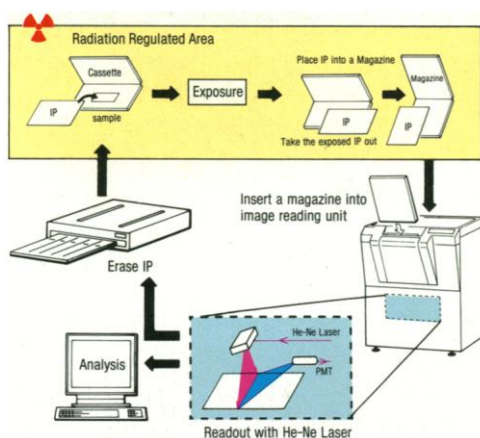 Radiation Regulated Area
Cassette
IP
sample
Exposure
Place IP into a Magazine
IP
Take the exposed IP out
Magazine
IP
Insert a magazine into
image reading unit
Erase IP
Analysis
He-Ne Laser
PMT
Readout with He-Ne Laser